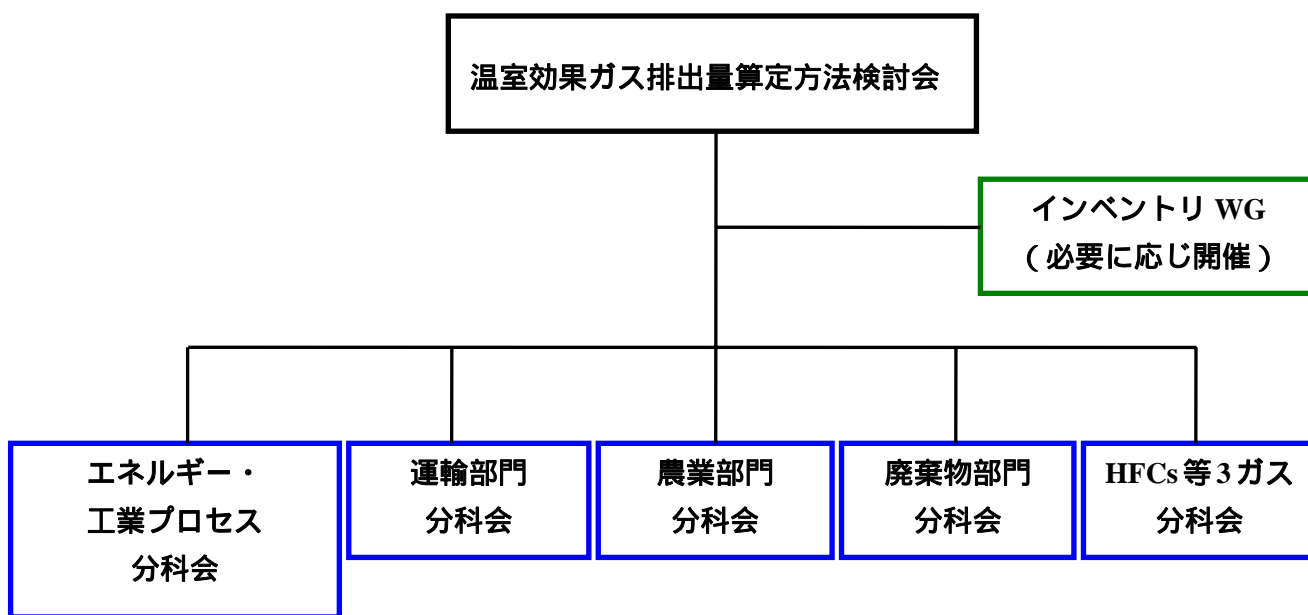 温室効果ガス排出量算定方法検討会
インベントリ WG
（必要に応じ開催）
エネルギー・
工業プロセス
分科会
運輸部門
分科会
農業部門
分科会
廃棄物部門
分科会
HFCs 等 3 ガス
分科会